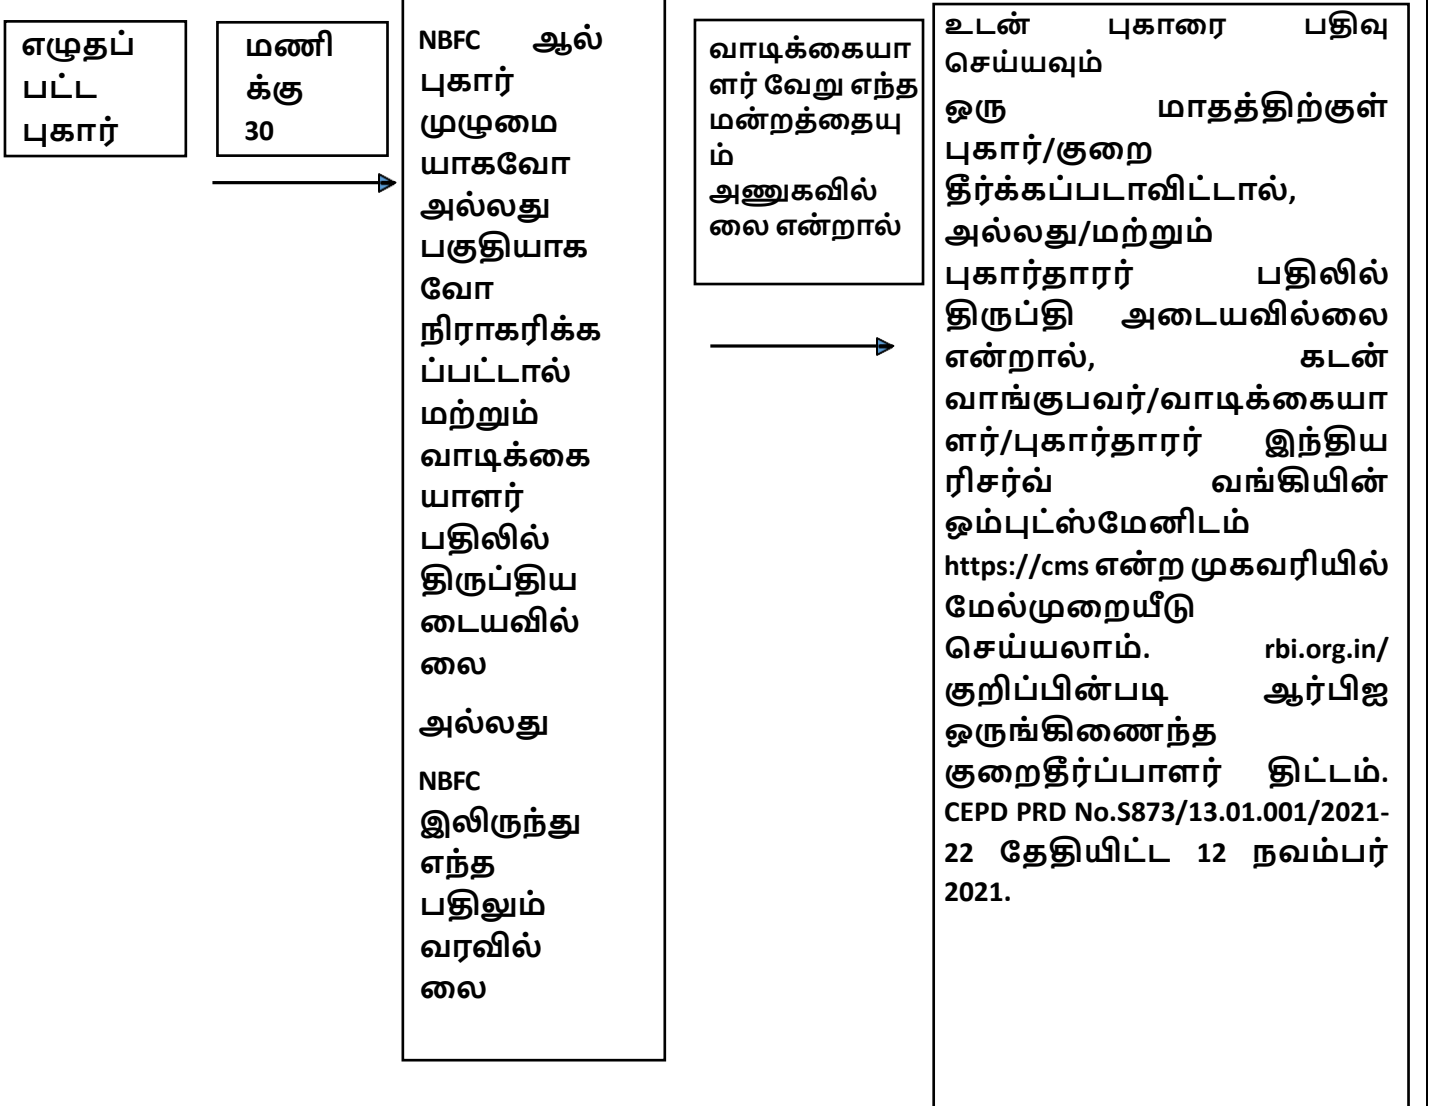 எழுதப்
பட்ட
புகார்
மணி
க்கு
30
NBFC ஆல்
புகார்
முழுமை
யாகவோ
அல்லது
பகுதியாக
வோ
நிராகரிக்க
ப்பட்டால்
மற்றும்
வாடிக்கை
யாளர்
பதிலில்
திருப்திய
டையவில்
லை
அல்லது
NBFC
இலிருந்து
எந்த
பதிலும்
வரவில்
லை
வாடிக்கையா
ளர் வேறு எந்த
மன்றத்தையு
ம்
அணுகவில்
லை என்றால்
உடன் புகாரை பதிவு
செய்யவும்
ஒரு மாதத்திற்குள்
புகார்/குறை
தீர்க்கப்படாவிட்டால்,
அல்லது/மற்றும்
புகார்தாரர் பதிலில்
திருப்தி அடையவில்லை
என்றால், கடன்
வாங்குபவர்/வாடிக்கையா
ளர்/புகார்தாரர் இந்திய
ரிசர்வ் வங்கியின்
ஒம்புட்ஸ்மேனிடம்
https://cms என்ற முகவரியில்
மேல்முறையீடு
செய்யலாம். rbi.org.in/
குறிப்பின்படி ஆர்பிஐ
ஒருங்கிணைந்த
குறைதீர்ப்பாளர் திட்டம்.
CEPD PRD No.S873/13.01.001/2021-
22 தேதியிட்ட 12 நவம்பர்
2021.